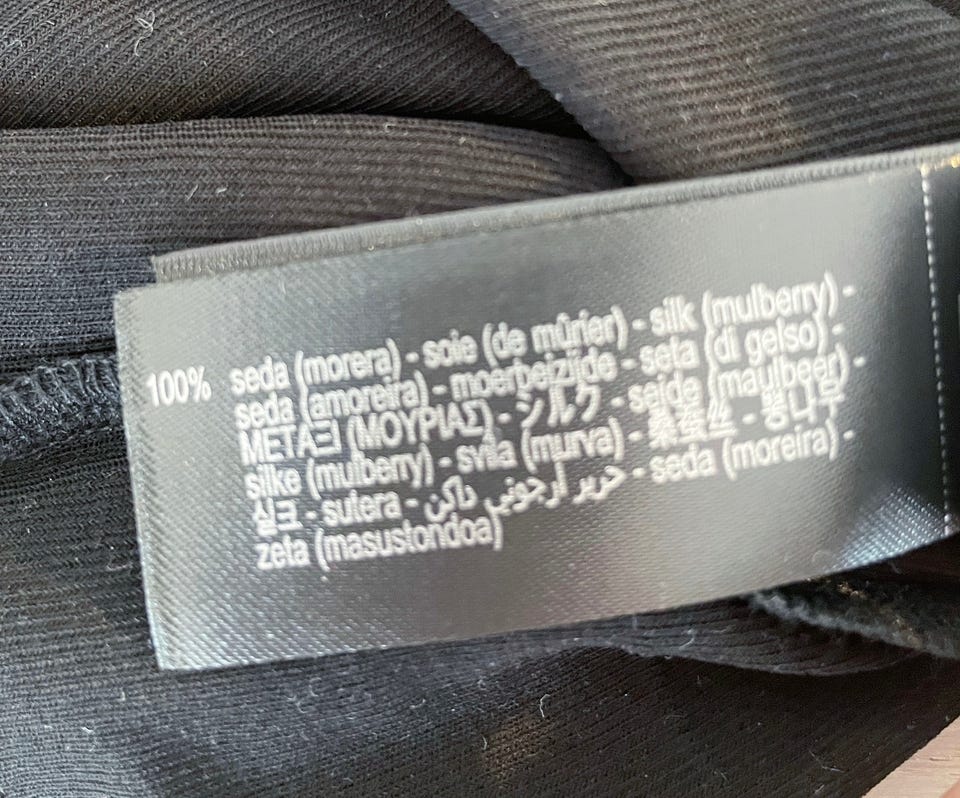 100% seda (morera) - soie (de mûrier) - silk (mulberry) -
seda (amoreira) - moerbeizijde - seta (di gelso) -
ΜΕΤΑΞΙ (ΜΟΥΡΙΑΣ) - シルク - seide (maulbeer) -
silke (mulberry) - svila (murva) - 桑蚕丝 - 뽕나무
실크 - sutera - حرير أرجوني داكن - seda (moreira) -
zeta (masustondoa)